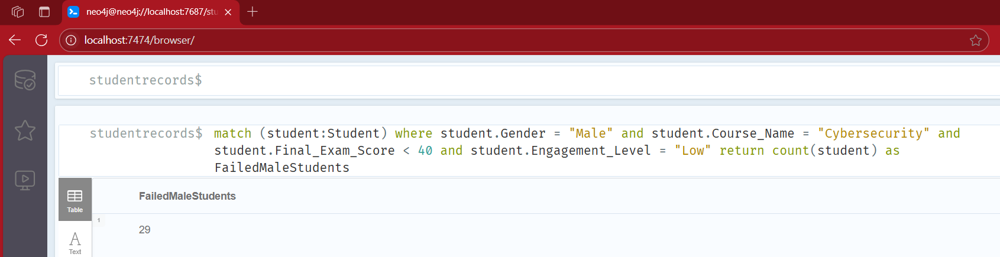 neo4j@neo4j://localhost:7687/stu
localhost:7474/browser/
studentrecords$
studentrecords$ match (student:Student) where student.Gender = "Male" and student.Course_Name = "Cybersecurity" and
student.Final_Exam_Score < 40 and student.Engagement_Level = "Low" return count(student) as
FailedMaleStudents
Table
FailedMaleStudents
1
29
A
Text